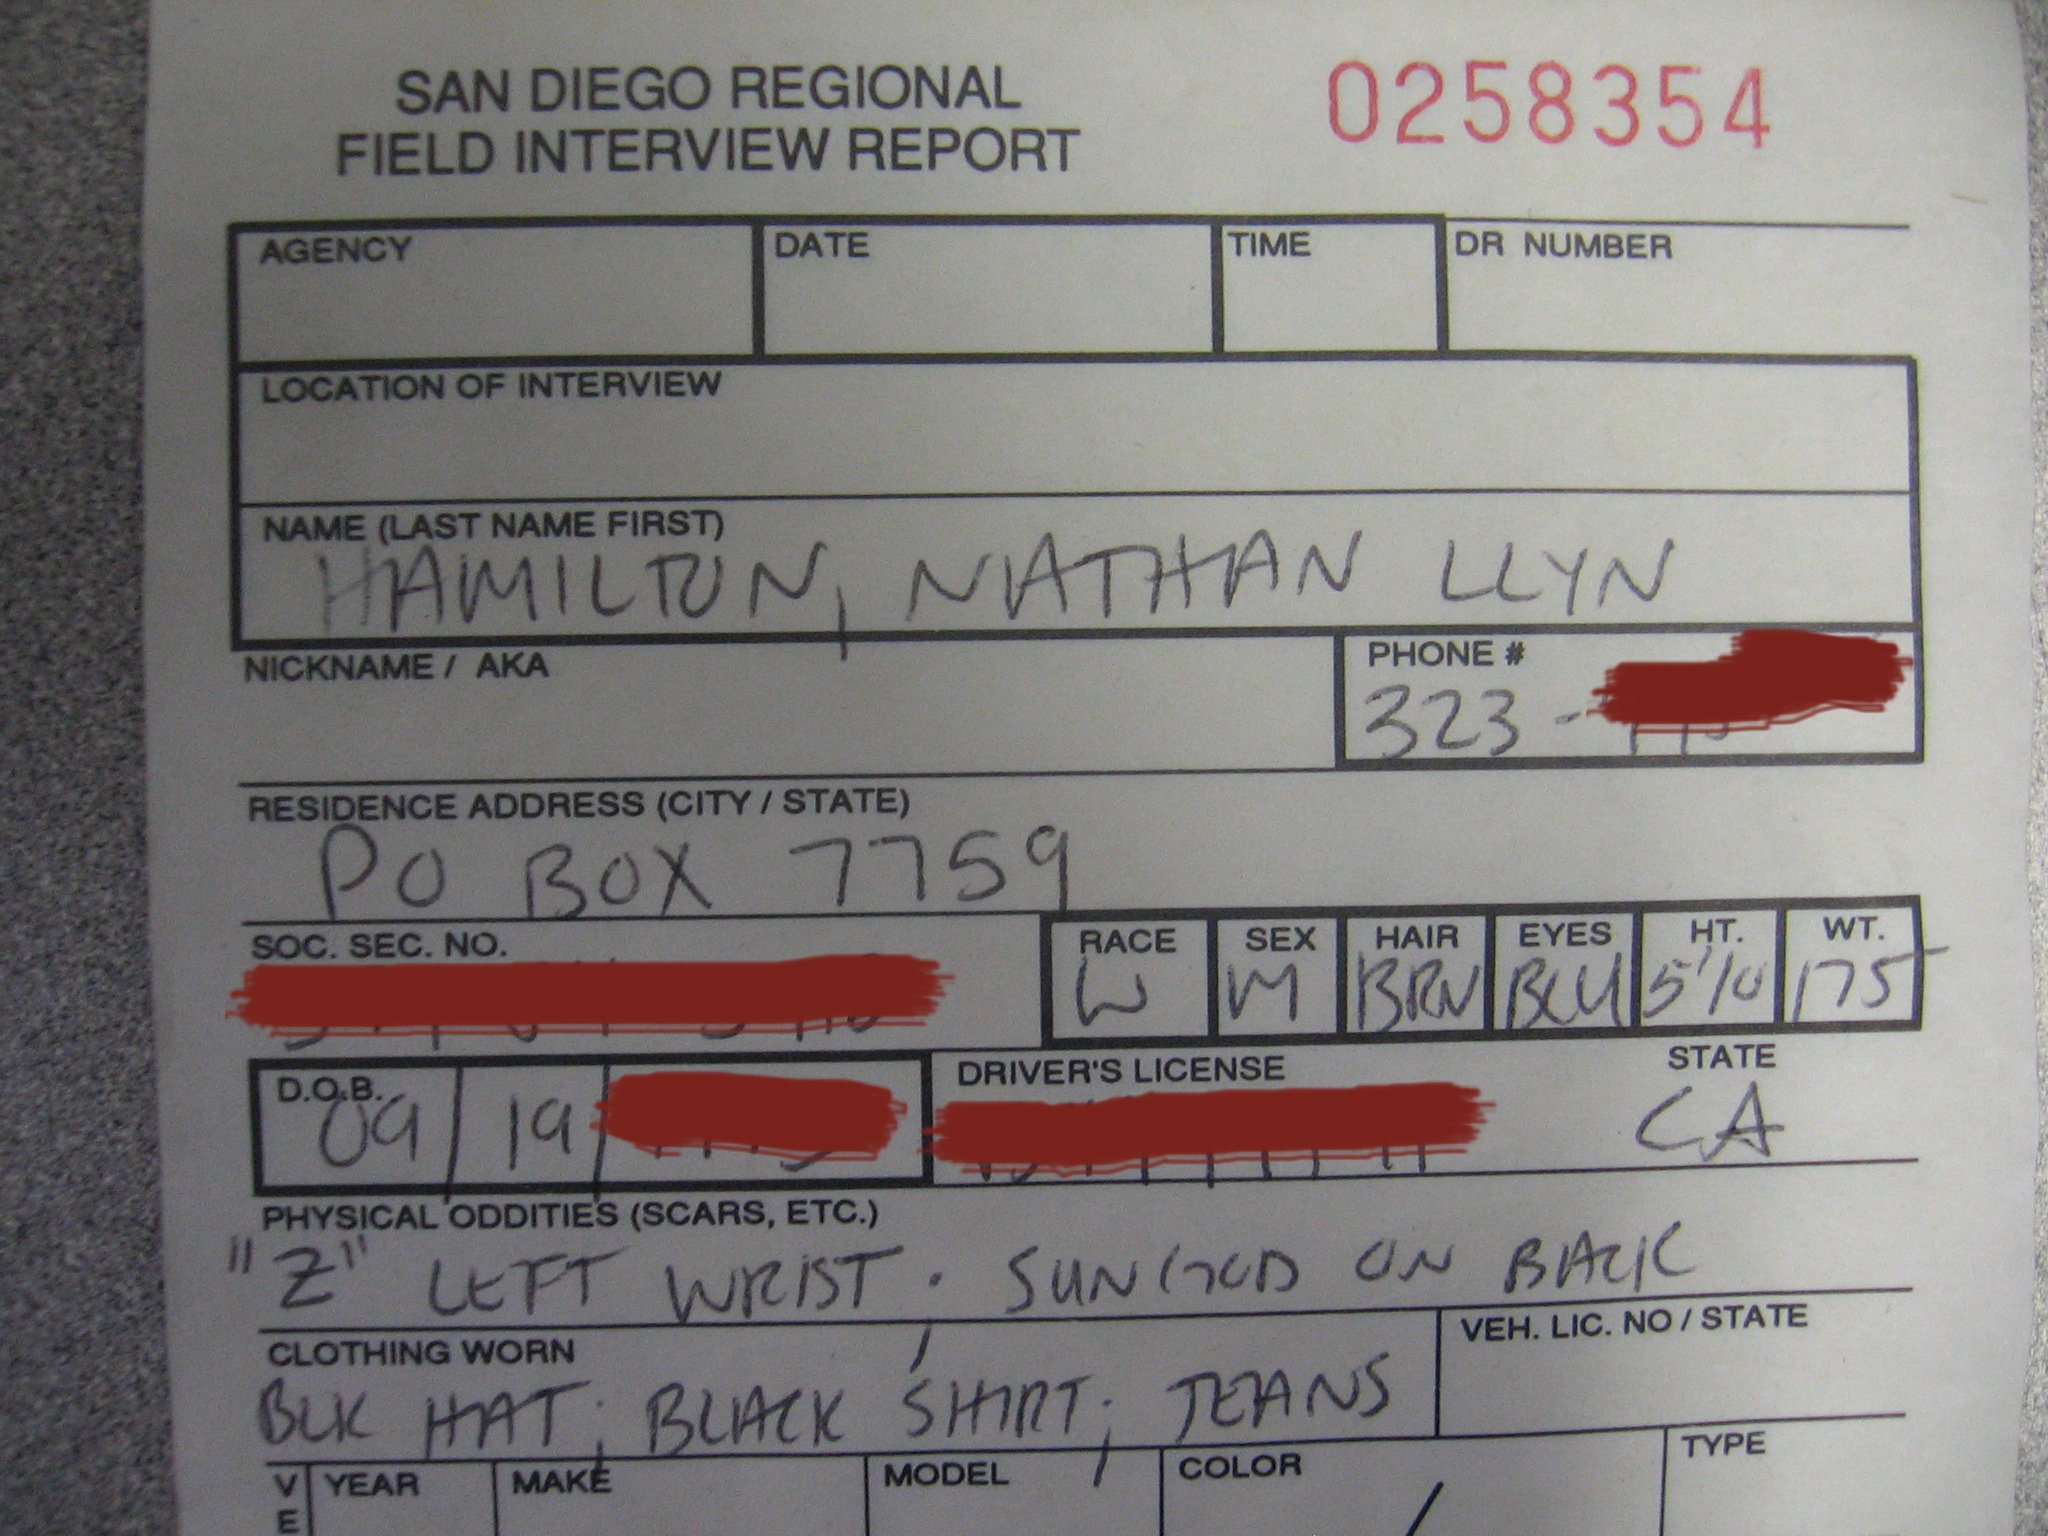 SAN DIEGO REGIONAL
FIELD INTERVIEW REPORT
0258354
AGENCY DATE TIME DR NUMBER
LOCATION OF INTERVIEW
NAME (LAST NAME FIRST)
HAMILTON, NATHAN LLYN
NICKNAME / AKA PHONE #
323 -
RESIDENCE ADDRESS (CITY / STATE)
PO BOX 7759
SOC. SEC. NO. RACE SEX HAIR EYES HT. WT.
W M BRN BLU 5'10 175
D.O.B. DRIVER'S LICENSE STATE
09 / 19 / CA
PHYSICAL ODDITIES (SCARS, ETC.)
"Z" LEFT WRIST ; SUNGOD ON BACK
CLOTHING WORN VEH. LIC. NO / STATE
BLK HAT; BLACK SHIRT; JEANS
VE YEAR MAKE MODEL COLOR TYPE